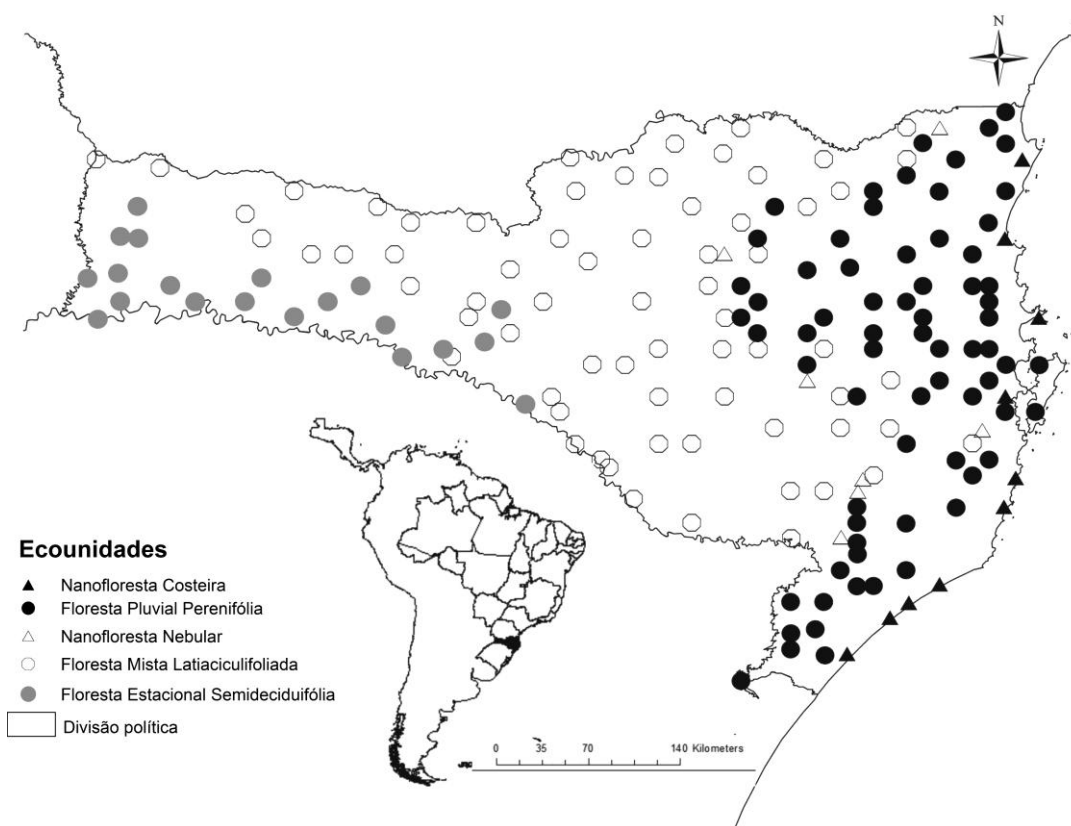 N
Ecounidades
Nanofloresta Costeira
Floresta Pluvial Perenifólia
Nanofloresta Nebular
Floresta Mista Latiaciculifoliada
Floresta Estacional Semideciduifólia
Divisão política
0 35 70 140 Kilometers